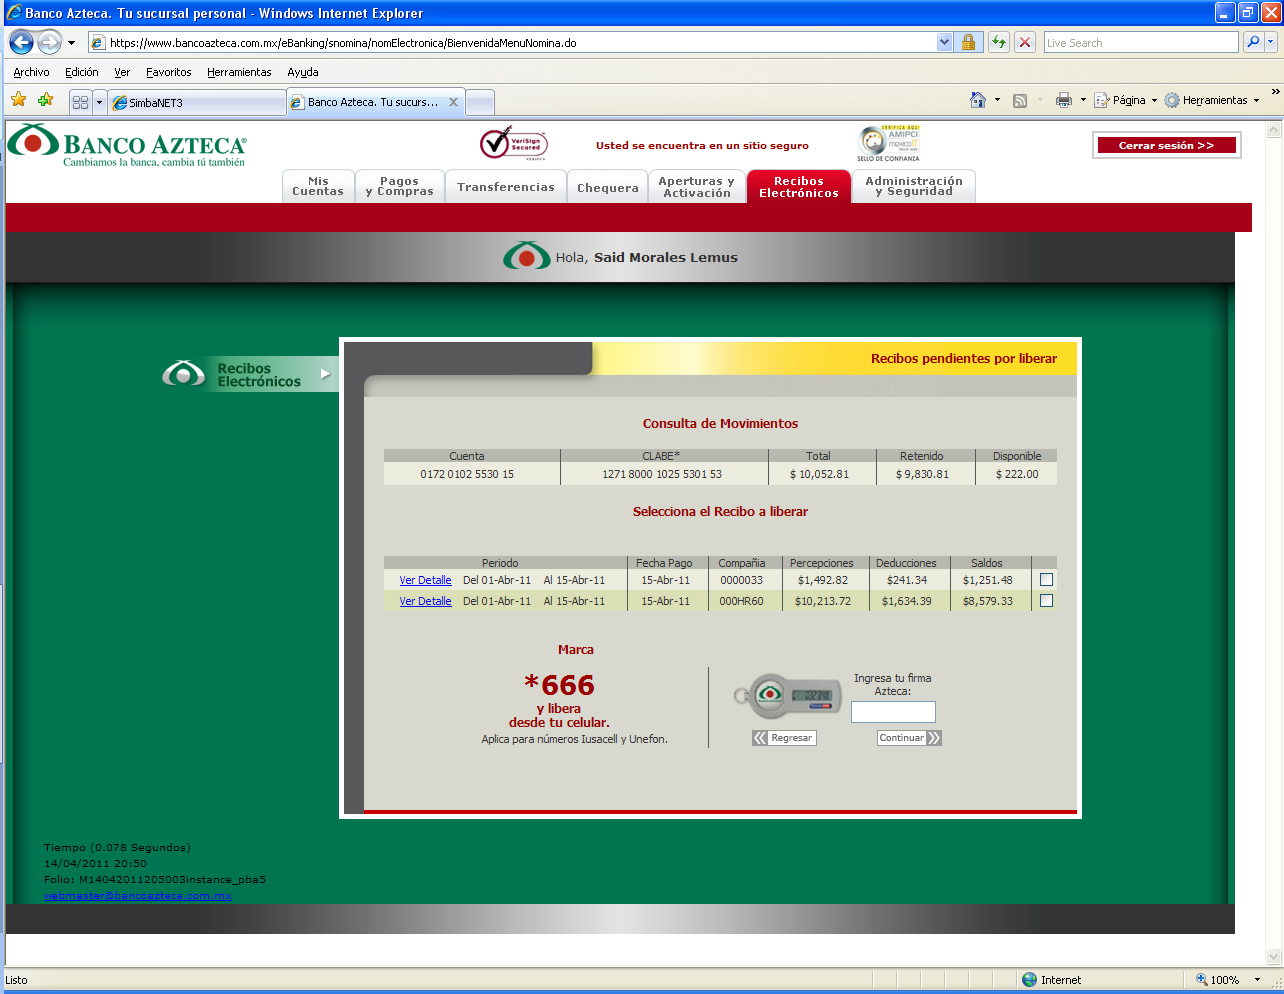 Banco Azteca. Tu sucursal personal - Windows Internet Explorer
https://www.bancoazteca.com.mx/eBanking/snomina/nomElectronica/BienvenidaMenuNomina.do
Live Search
Archivo Edición Ver Favoritos Herramientas Ayuda
SimbaNET3
Banco Azteca. Tu sucurs...
Página
Herramientas
BANCO AZTECA
Cambiamos la banca, cambia tú también
VeriSign Secured
VERIFY
Usted se encuentra en un sitio seguro
VERIFICA AQUI
AMIPCI
SELLO DE CONFIANZA
Cerrar sesión >>
Mis Cuentas
Pagos y Compras
Transferencias
Chequera
Aperturas y Activación
Recibos Electrónicos
Administración y Seguridad
Hola, Said Morales Lemus
Recibos Electrónicos
Recibos pendientes por liberar
Consulta de Movimientos
Cuenta CLABE* Total Retenido Disponible
0172 0102 5530 15 1271 8000 1025 5301 53 $ 10,052.81 $ 9,830.81 $ 222.00
Selecciona el Recibo a liberar
Periodo Fecha Pago Compañia Percepciones Deducciones Saldos
Ver Detalle Del 01-Abr-11 Al 15-Abr-11 15-Abr-11 0000033 $1,492.82 $241.34 $1,251.48
Ver Detalle Del 01-Abr-11 Al 15-Abr-11 15-Abr-11 000HR60 $10,213.72 $1,634.39 $8,579.33
Marca
*666
y libera
desde tu celular.
Aplica para números Iusacell y Unefon.
Ingresa tu firma
Azteca:
Regresar
Continuar
Tiempo (0.078 Segundos)
14/04/2011 20:50
Folio: M14042011205003instance_pba5
webmaster@bancoazteca.com.mx
Listo
Internet
100%